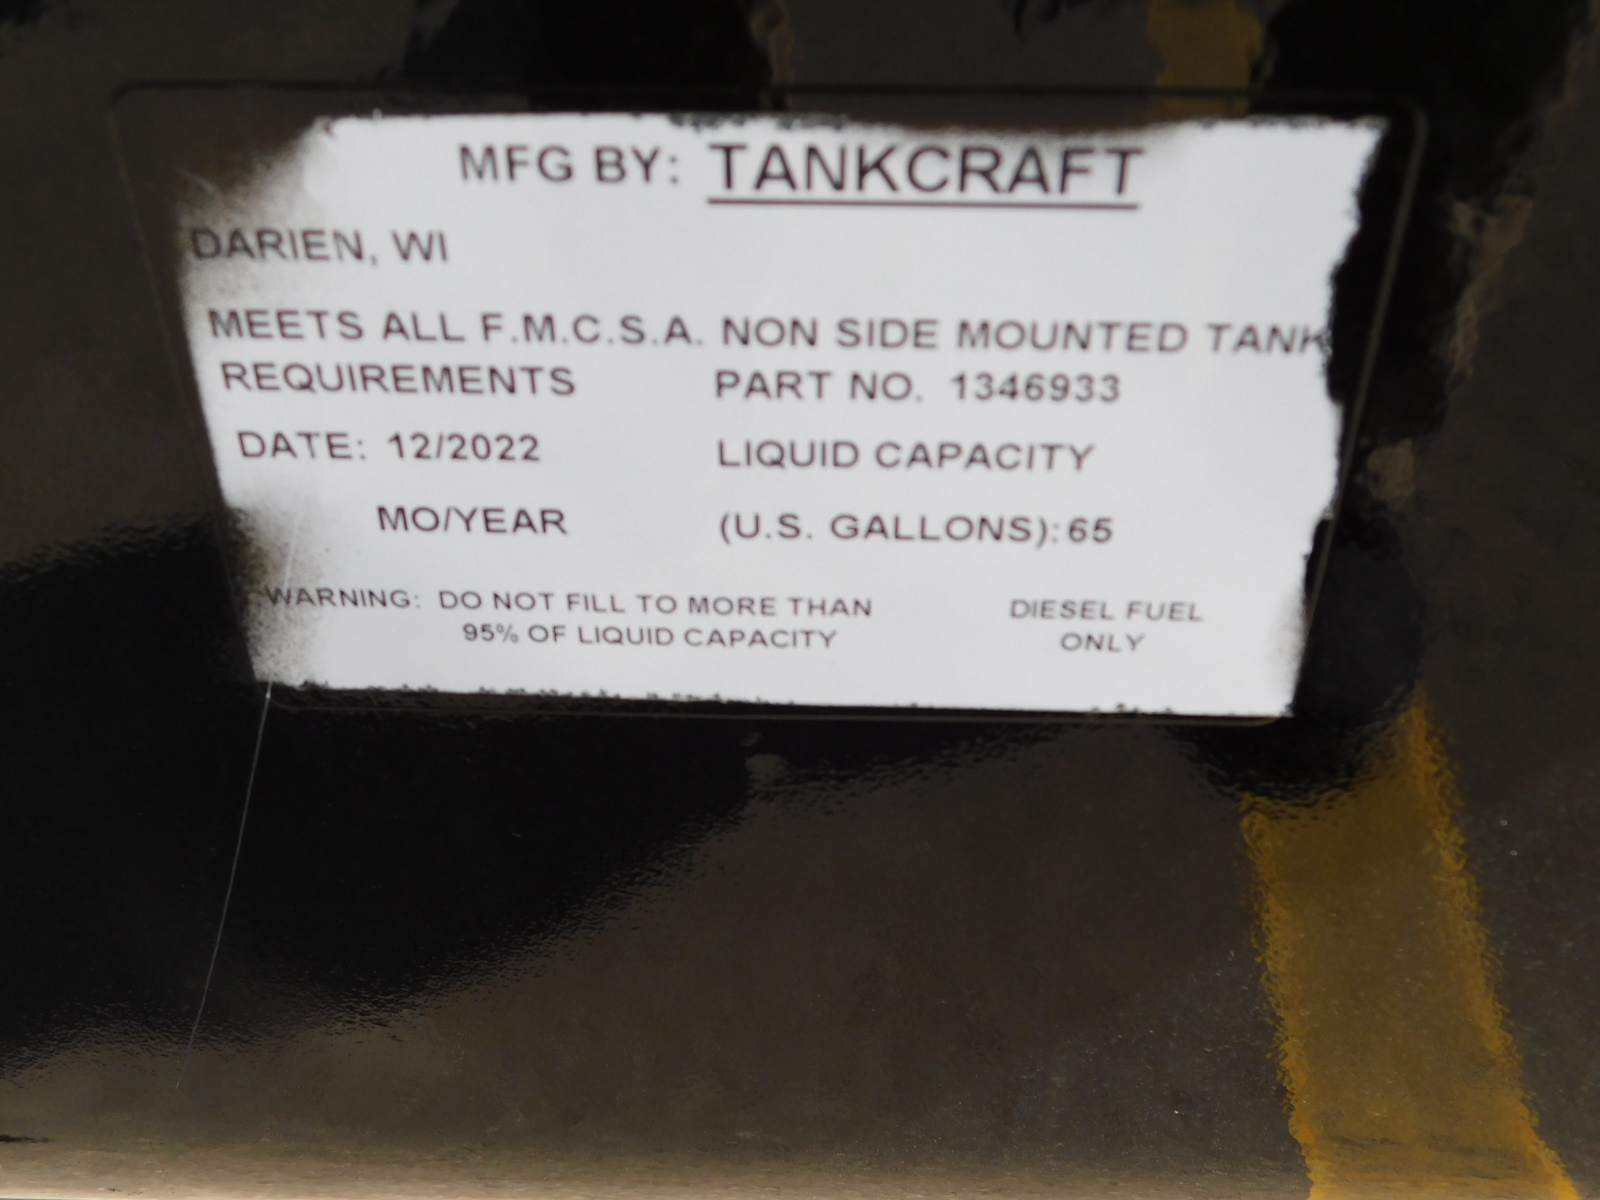 MFG BY: TANKCRAFT
DARIEN, WI
MEETS ALL F.M.C.S.A. NON SIDE MOUNTED TANK
REQUIREMENTS PART NO. 1346933
DATE: 12/2022 LIQUID CAPACITY
MO/YEAR (U.S. GALLONS): 65
WARNING: DO NOT FILL TO MORE THAN DIESEL FUEL
95% OF LIQUID CAPACITY ONLY